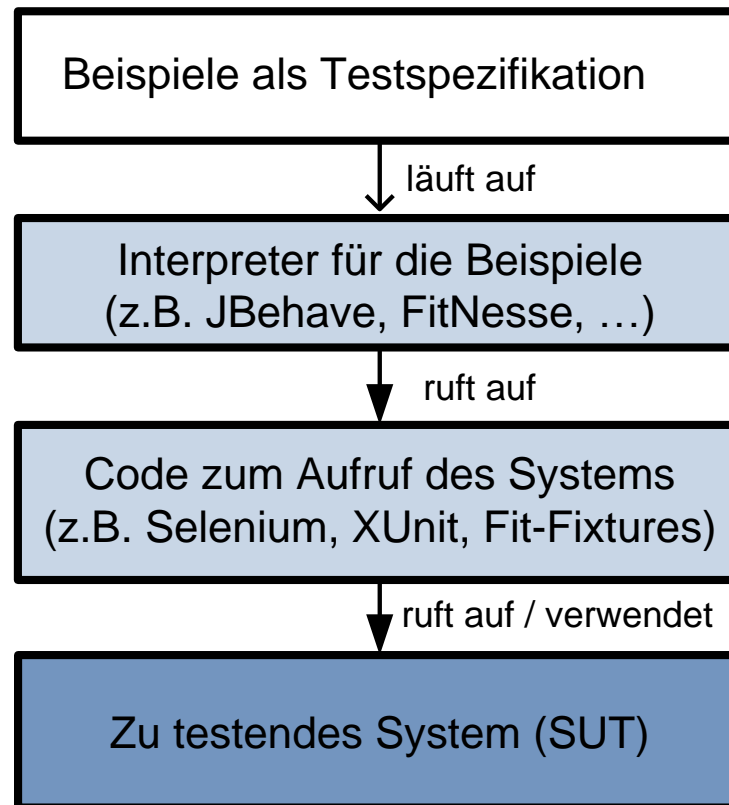 Beispiele als Testspezifikation
läuft auf
Interpreter für die Beispiele
(z.B. JBehave, FitNesse, …)
ruft auf
Code zum Aufruf des Systems
(z.B. Selenium, XUnit, Fit-Fixtures)
ruft auf / verwendet
Zu testendes System (SUT)